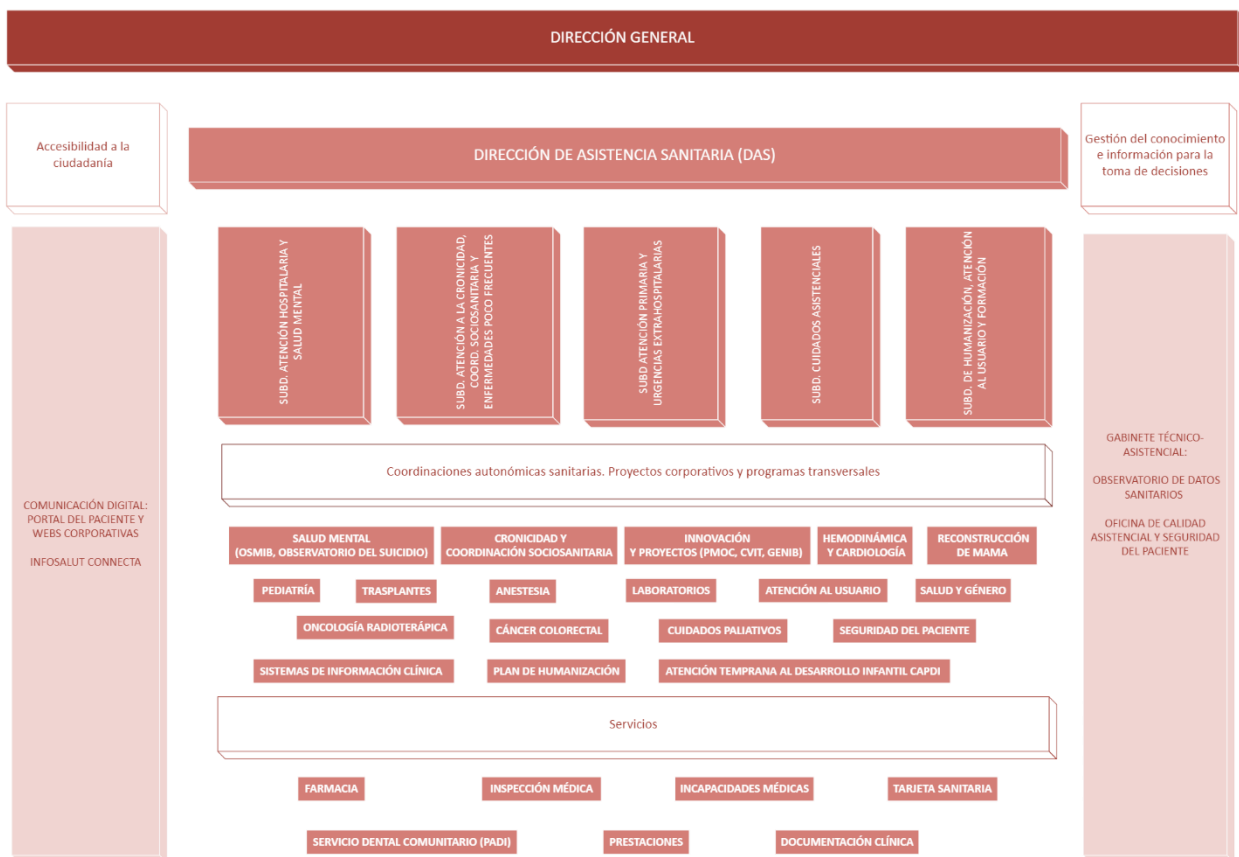 DIRECCIÓN GENERAL
Accesibilidad a la
ciudadanía
DIRECCIÓN DE ASISTENCIA SANITARIA (DAS)
Gestión del conocimiento
e información para la
toma de decisiones
SUBD. ATENCIÓN HOSPITALARIA Y
SALUD MENTAL
SUBD. ATENCIÓN A LA CRONICIDAD,
COORD. SOCIOSANITARIA Y
ENFERMEDADES POCO FRECUENTES
SUBD ATENCIÓN PRIMARIA Y
URGENCIAS EXTRAHOSPITALARIAS
SUBD. CUIDADOS ASISTENCIALES
SUBD. DE HUMANIZACIÓN, ATENCIÓN
AL USUARIO Y FORMACIÓN
COMUNICACIÓN DIGITAL:
PORTAL DEL PACIENTE Y
WEBS CORPORATIVAS
INFOSALUT CONNECTA
Coordinaciones autonómicas sanitarias. Proyectos corporativos y programas transversales
SALUD MENTAL
(OSMIB, OBSERVATORIO DEL SUICIDIO)
CRONICIDAD Y
COORDINACIÓN SOCIOSANITARIA
INNOVACIÓN
Y PROYECTOS (PMOC, CVIT, GENIB)
HEMODINÁMICA
Y CARDIOLOGÍA
RECONSTRUCCIÓN
DE MAMA
PEDIATRÍA
TRASPLANTES
ANESTESIA
LABORATORIOS
ATENCIÓN AL USUARIO
SALUD Y GÉNERO
ONCOLOGÍA RADIOTERÁPICA
CÁNCER COLORECTAL
CUIDADOS PALIATIVOS
SEGURIDAD DEL PACIENTE
SISTEMAS DE INFORMACIÓN CLÍNICA
PLAN DE HUMANIZACIÓN
ATENCIÓN TEMPRANA AL DESARROLLO INFANTIL CAPDI
Servicios
FARMACIA
INSPECCIÓN MÉDICA
INCAPACIDADES MÉDICAS
TARJETA SANITARIA
SERVICIO DENTAL COMUNITARIO (PADI)
PRESTACIONES
DOCUMENTACIÓN CLÍNICA
GABINETE TÉCNICO-
ASISTENCIAL:
OBSERVATORIO DE DATOS
SANITARIOS
OFICINA DE CALIDAD
ASISTENCIAL Y SEGURIDAD
DEL PACIENTE